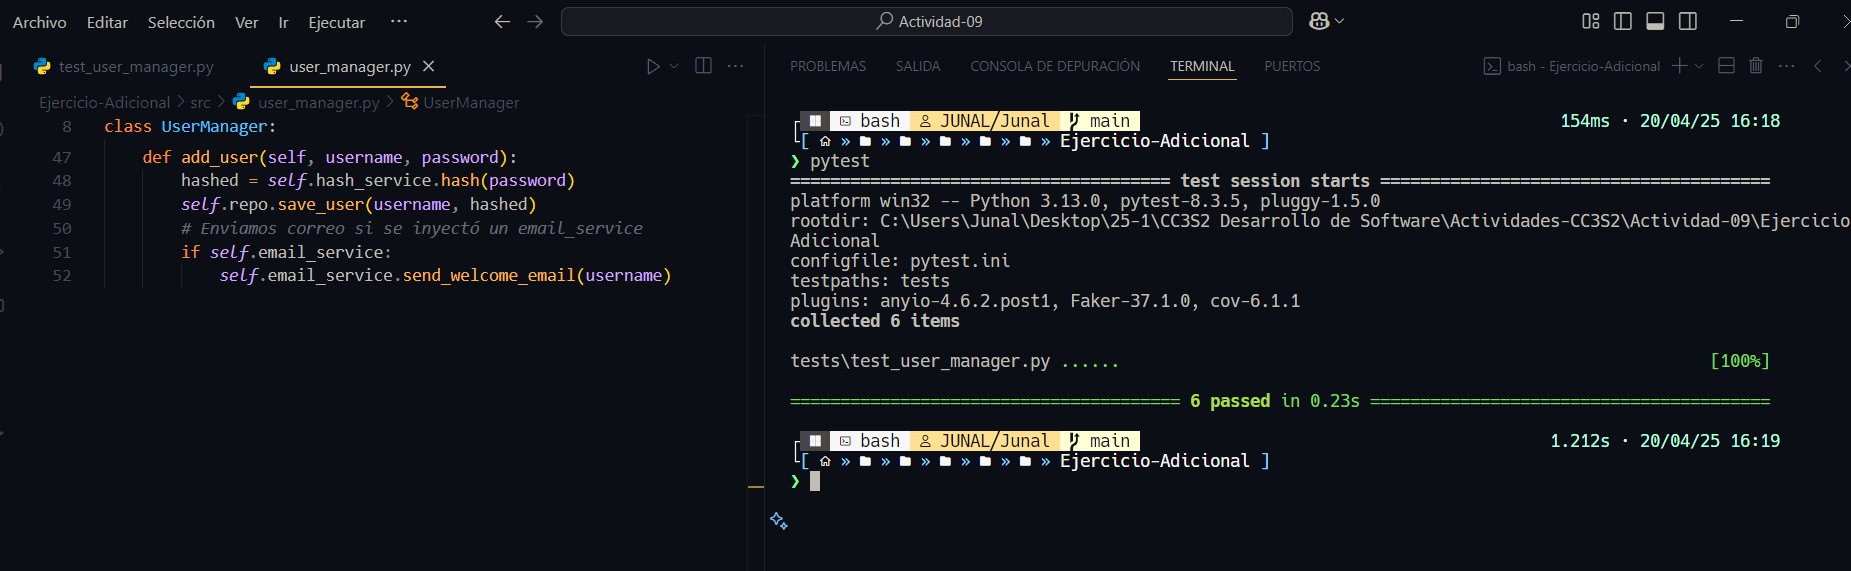 Archivo Editar Selección Ver Ir Ejecutar ··· Actividad-09
test_user_manager.py user_manager.py
Ejercicio-Adicional > src > user_manager.py > UserManager
8 class UserManager:
47 def add_user(self, username, password):
48 hashed = self.hash_service.hash(password)
49 self.repo.save_user(username, hashed)
50 # Enviamos correo si se inyectó un email_service
51 if self.email_service:
52 self.email_service.send_welcome_email(username)
PROBLEMAS SALIDA CONSOLA DE DEPURACIÓN TERMINAL PUERTOS bash - Ejercicio-Adicional
bash JUNAL/Junal main 154ms · 20/04/25 16:18
[ » » » » » » Ejercicio-Adicional ]
❯ pytest
====================================== test session starts =======================================
platform win32 -- Python 3.13.0, pytest-8.3.5, pluggy-1.5.0
rootdir: C:\Users\Junal\Desktop\25-1\CC3S2 Desarrollo de Software\Actividades-CC3S2\Actividad-09\Ejercicio
Adicional
configfile: pytest.ini
testpaths: tests
plugins: anyio-4.6.2.post1, Faker-37.1.0, cov-6.1.1
collected 6 items
tests\test_user_manager.py ...... [100%]
======================================= 6 passed in 0.23s ========================================
bash JUNAL/Junal main 1.212s · 20/04/25 16:19
[ » » » » » » Ejercicio-Adicional ]
❯